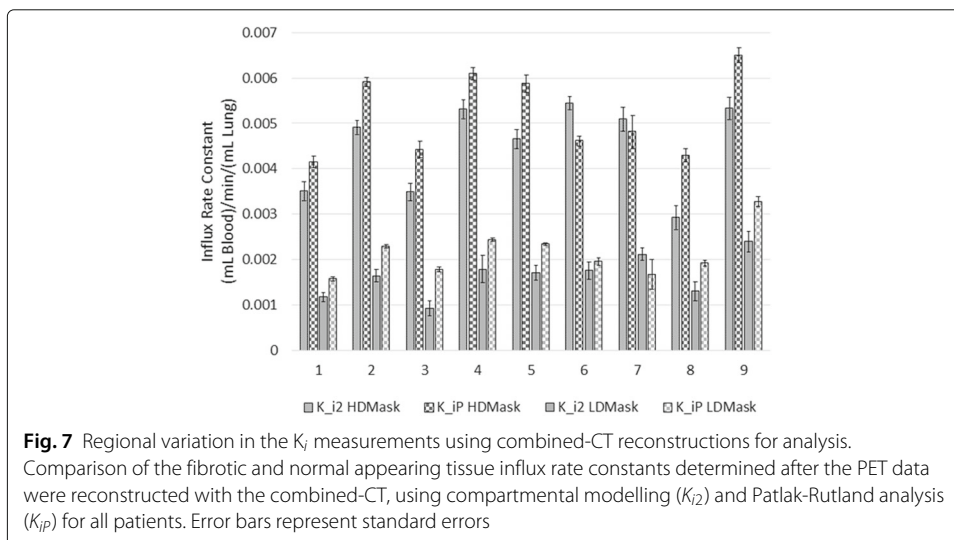 0.007
0.006
0.005
0.004
0.003
0.002
0.001
0
Influx Rate Constant
(mL Blood)/min/(mL Lung)
1 2 3 4 5 6 7 8 9
K_i2 HDMask K_iP HDMask K_i2 LDMask K_iP LDMask
Fig. 7 Regional variation in the Ki measurements using combined-CT reconstructions for analysis.
Comparison of the fibrotic and normal appearing tissue influx rate constants determined after the PET data
were reconstructed with the combined-CT, using compartmental modelling (Ki2) and Patlak-Rutland analysis
(KiP) for all patients. Error bars represent standard errors